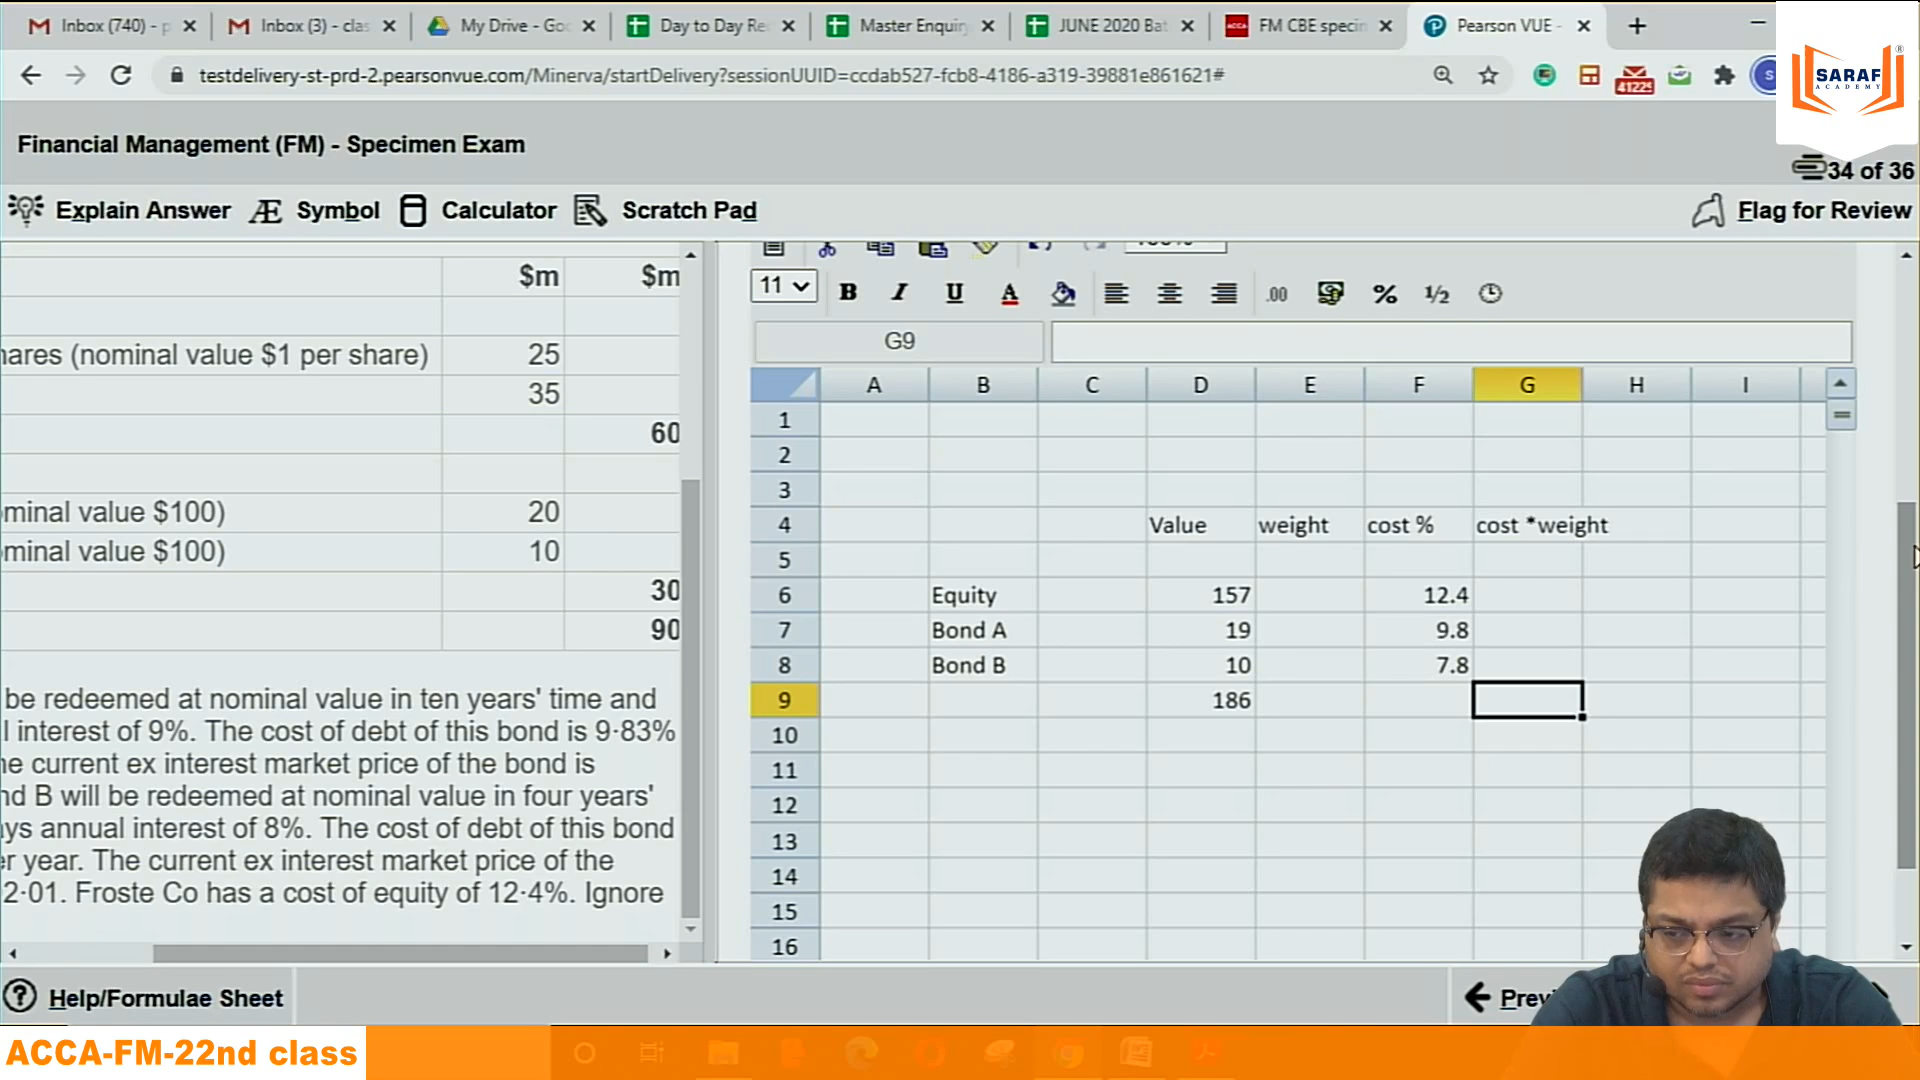 Inbox (740) - p
Inbox (3) - clas
My Drive - Goo
Day to Day Re
Master Enquiry
JUNE 2020 Bat
FM CBE specim
Pearson VUE -
testdelivery-st-prd-2.pearsonvue.com/Minerva/startDelivery?sessionUUID=ccdab527-fcb8-4186-a319-39881e861621#
41225
S
SARAF
ACADEMY
®
Financial Management (FM) - Specimen Exam
34 of 36
Explain Answer
Symbol
Calculator
Scratch Pad
Flag for Review
$m $m
hares (nominal value $1 per share) 25
35
60
minal value $100) 20
minal value $100) 10
30
90
be redeemed at nominal value in ten years' time and
l interest of 9%. The cost of debt of this bond is 9·83%
he current ex interest market price of the bond is
nd B will be redeemed at nominal value in four years'
ays annual interest of 8%. The cost of debt of this bond
er year. The current ex interest market price of the
2·01. Froste Co has a cost of equity of 12·4%. Ignore
11 B I U A .00 % 1/2
G9
A B C D E F G H I
1
2
3
4 Value weight cost % cost *weight
5
6 Equity 157 12.4
7 Bond A 19 9.8
8 Bond B 10 7.8
9 186
10
11
12
13
14
15
16
Help/Formulae Sheet
ACCA-FM-22nd class